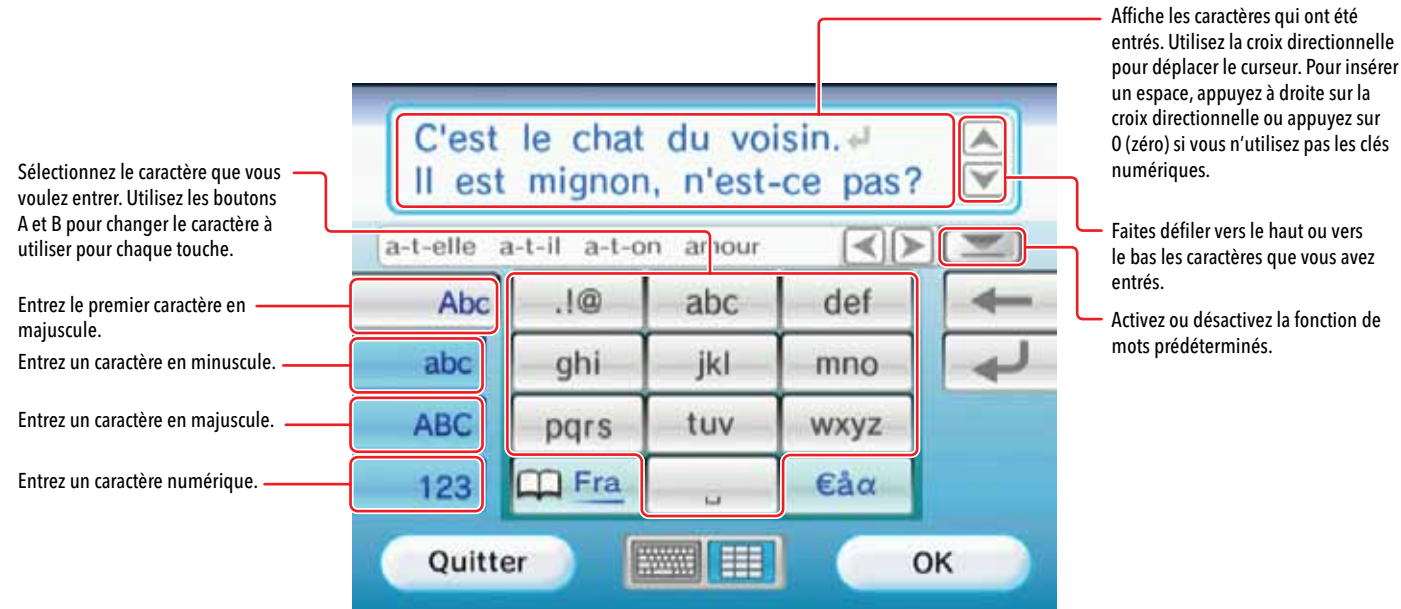 Affiche les caractères qui ont été
entrés. Utilisez la croix directionnelle
pour déplacer le curseur. Pour insérer
un espace, appuyez à droite sur la
croix directionnelle ou appuyez sur
0 (zéro) si vous n’utilisez pas les clés
numériques.
Sélectionnez le caractère que vous
voulez entrer. Utilisez les boutons
A et B pour changer le caractère à
utiliser pour chaque touche.
Entrez le premier caractère en
majuscule.
Entrez un caractère en minuscule.
Entrez un caractère en majuscule.
Entrez un caractère numérique.
C'est le chat du voisin.↵
Il est mignon, n'est-ce pas?
a-t-elle a-t-il a-t-on amour
Abc .!@ abc def
abc ghi jkl mno
ABC pqrs tuv wxyz
123 Fra ␣ €åα
Quitter OK
Faites défiler vers le haut ou vers
le bas les caractères que vous avez
entrés.
Activez ou désactivez la fonction de
mots prédéterminés.